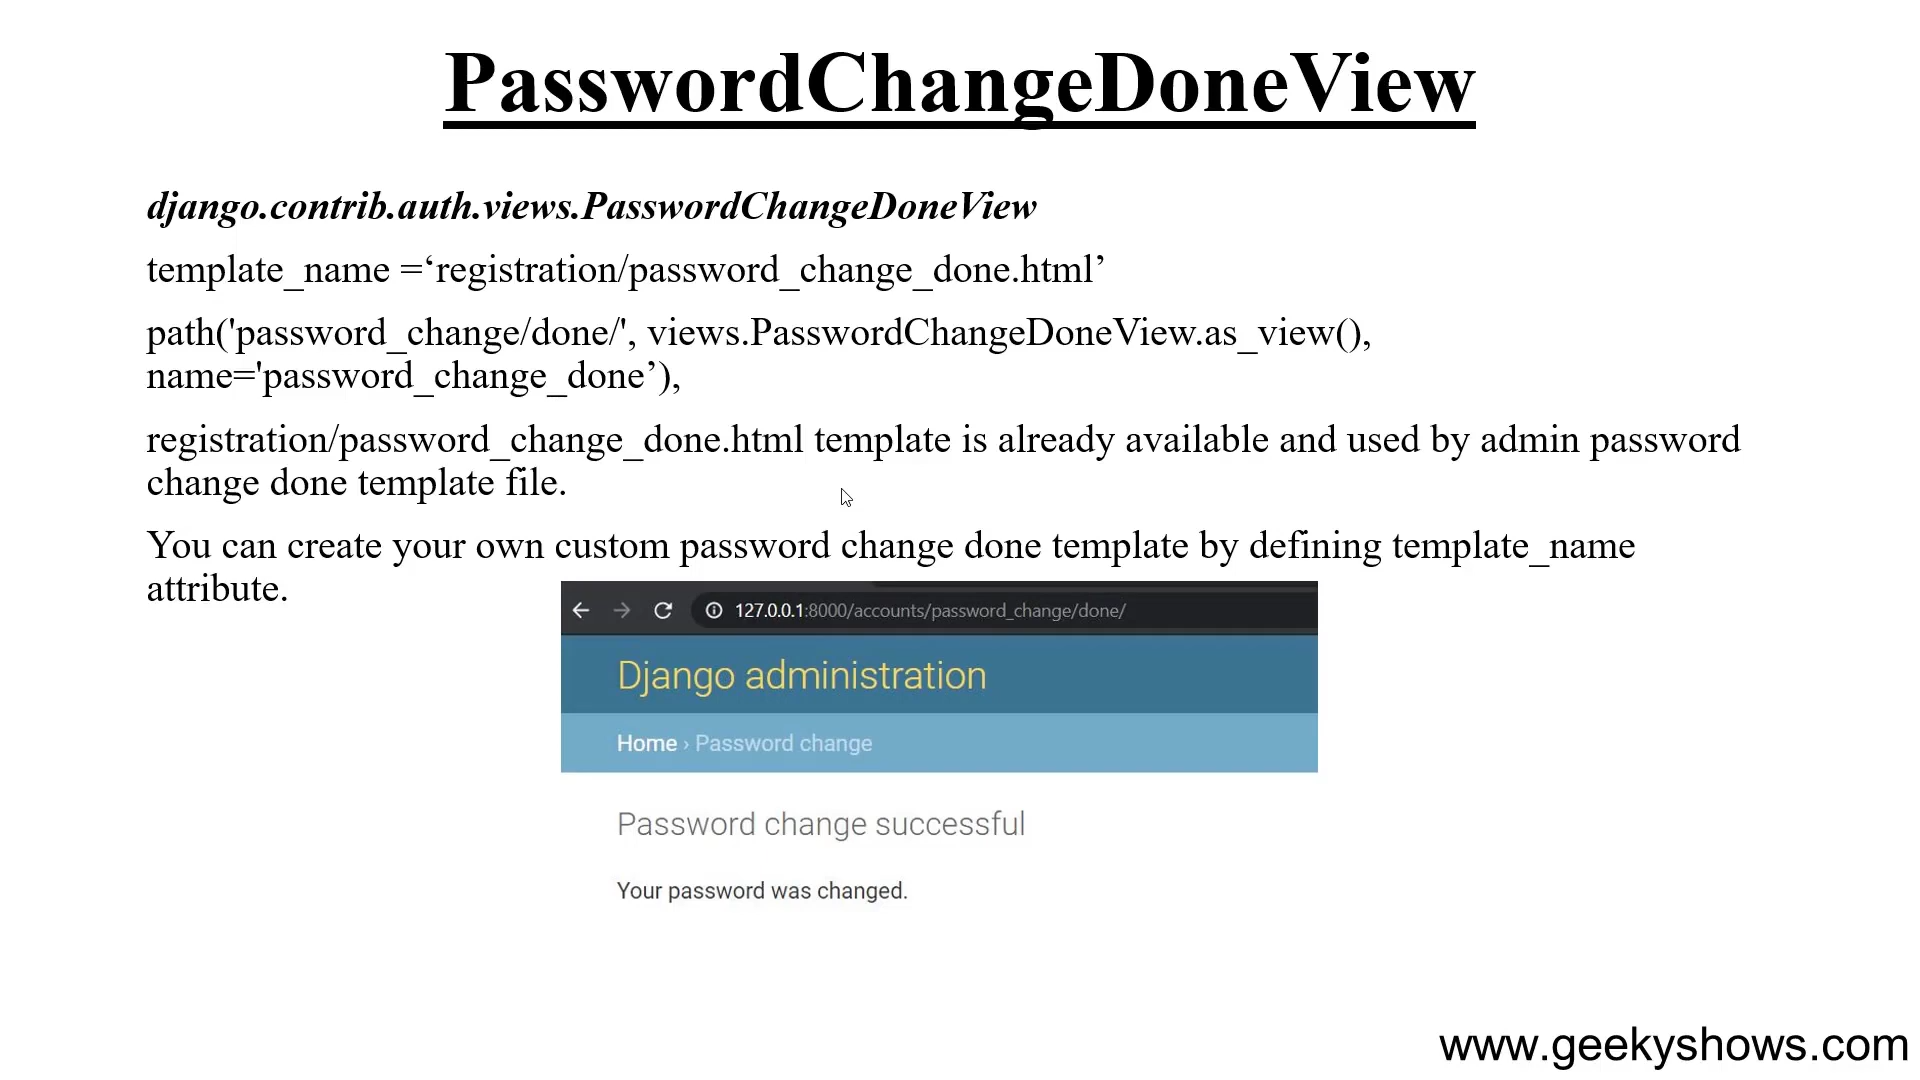 PasswordChangeDoneView
django.contrib.auth.views.PasswordChangeDoneView
template_name =‘registration/password_change_done.html’
path('password_change/done/', views.PasswordChangeDoneView.as_view(),
name='password_change_done’),
registration/password_change_done.html template is already available and used by admin password
change done template file.
You can create your own custom password change done template by defining template_name
attribute.
127.0.0.1:8000/accounts/password_change/done/
Django administration
Home › Password change
Password change successful
Your password was changed.
www.geekyshows.com